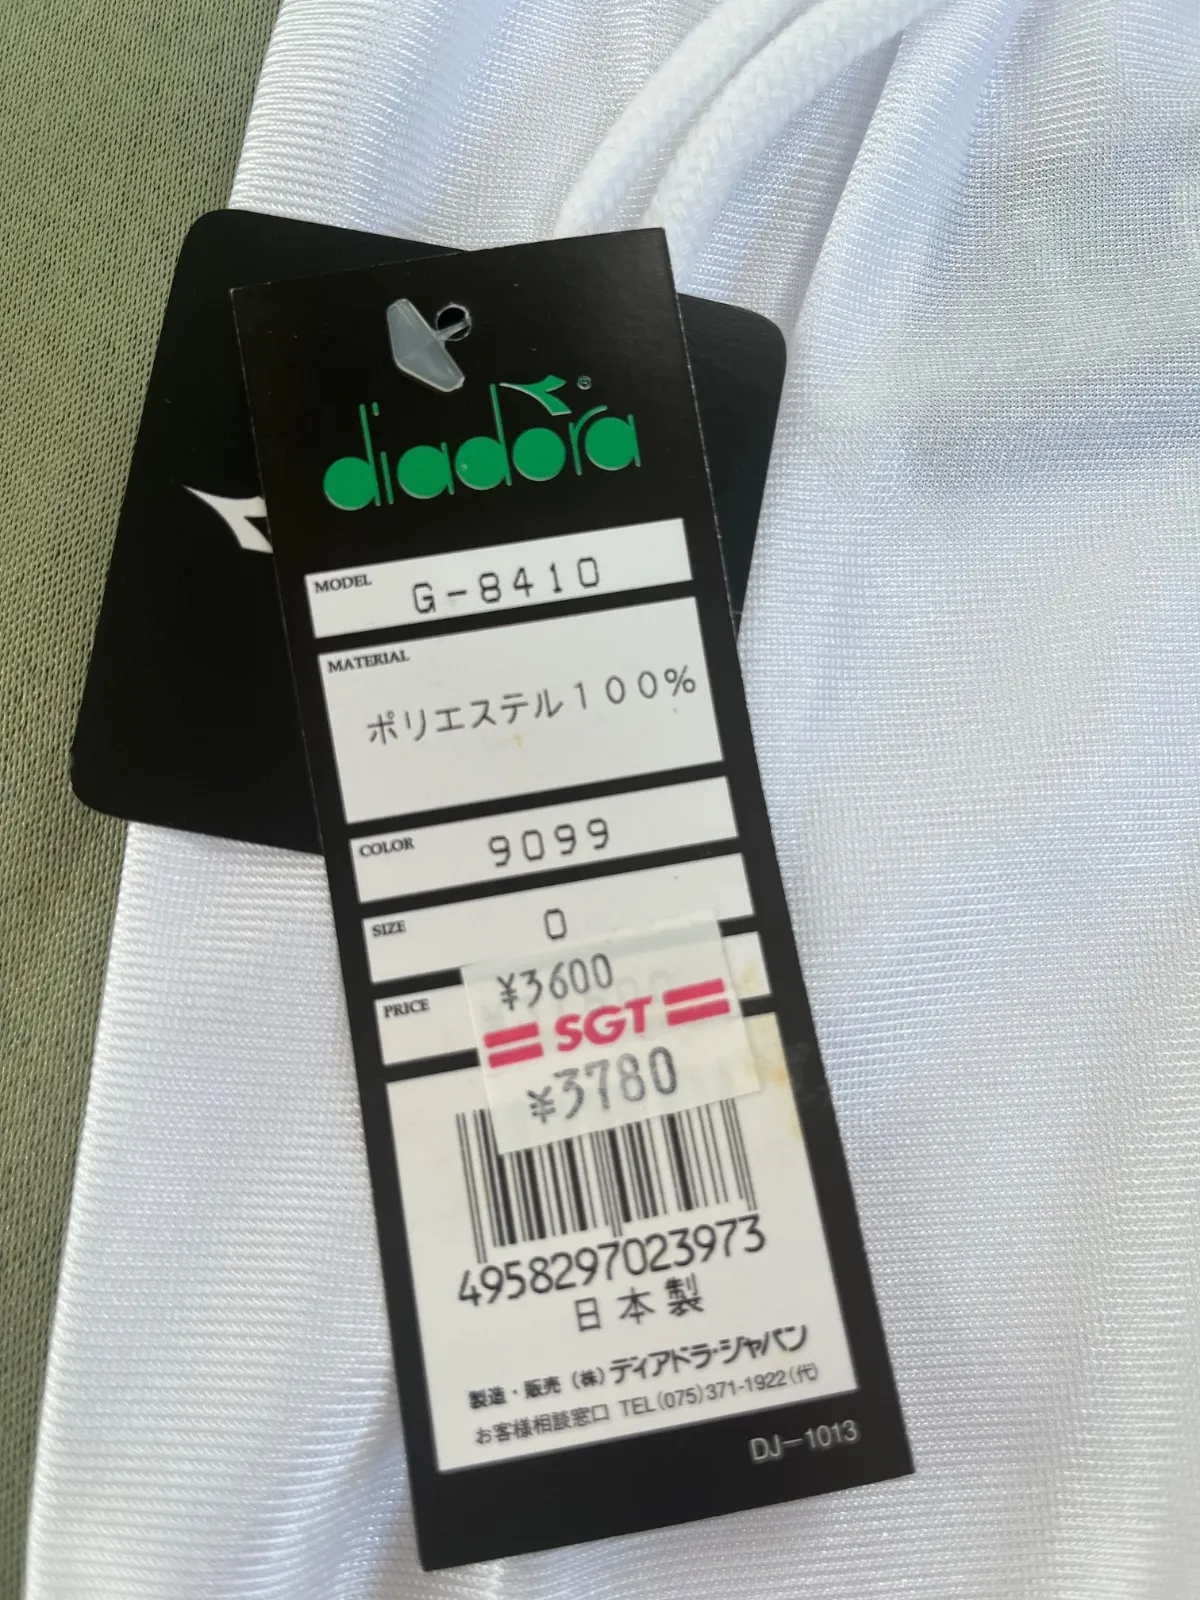 diadora®
MODEL G-8410
MATERIAL
ポリエステル100%
COLOR 9099
SIZE 0
PRICE
¥3600
SGT
¥3780
4958297023973
日本製
製造・販売 (株)ディアドラ・ジャパン
お客様相談窓口 TEL(075)371-1922(代)
DJ-1013